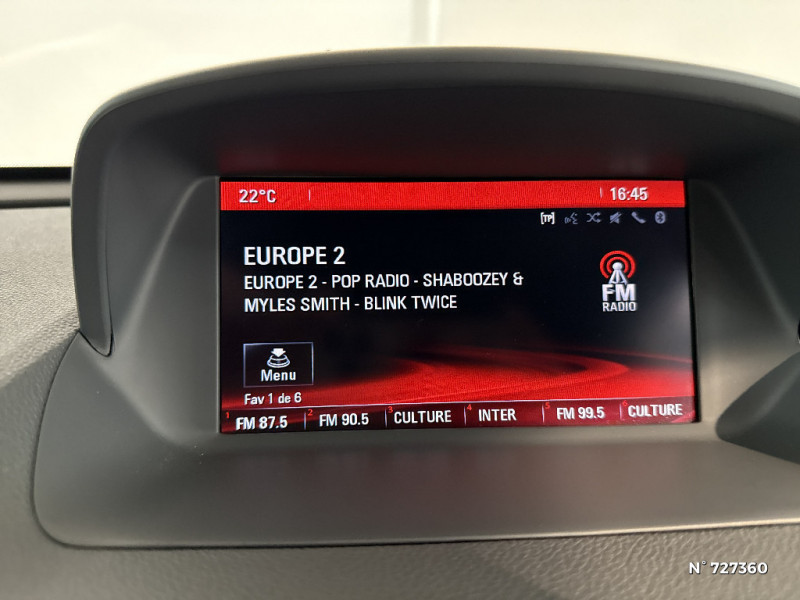 22°C 16:45
[TP]
EUROPE 2
EUROPE 2 - POP RADIO - SHABOOZEY &
MYLES SMITH - BLINK TWICE
FM
RADIO
Menu
Fav 1 de 6
1 FM 87.5 2 FM 90.5 3 CULTURE 4 INTER 5 FM 99.5 6 CULTURE
N° 727360